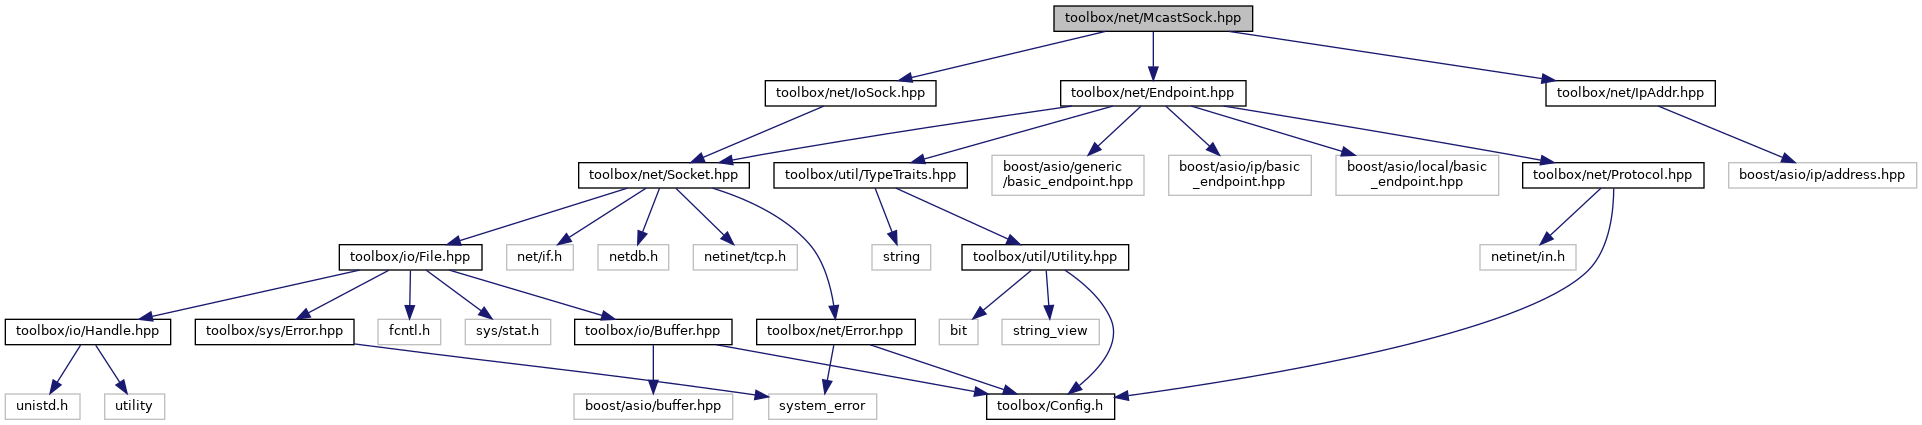 toolbox/net/McastSock.hpp
toolbox/net/IoSock.hpp
toolbox/net/Endpoint.hpp
toolbox/net/IpAddr.hpp
toolbox/net/Socket.hpp
toolbox/util/TypeTraits.hpp
boost/asio/generic
/basic_endpoint.hpp
boost/asio/ip/basic
_endpoint.hpp
boost/asio/local/basic
_endpoint.hpp
toolbox/net/Protocol.hpp
boost/asio/ip/address.hpp
toolbox/io/File.hpp
net/if.h
netdb.h
netinet/tcp.h
string
toolbox/util/Utility.hpp
netinet/in.h
toolbox/io/Handle.hpp
toolbox/sys/Error.hpp
fcntl.h
sys/stat.h
toolbox/io/Buffer.hpp
toolbox/net/Error.hpp
bit
string_view
unistd.h
utility
boost/asio/buffer.hpp
system_error
toolbox/Config.h